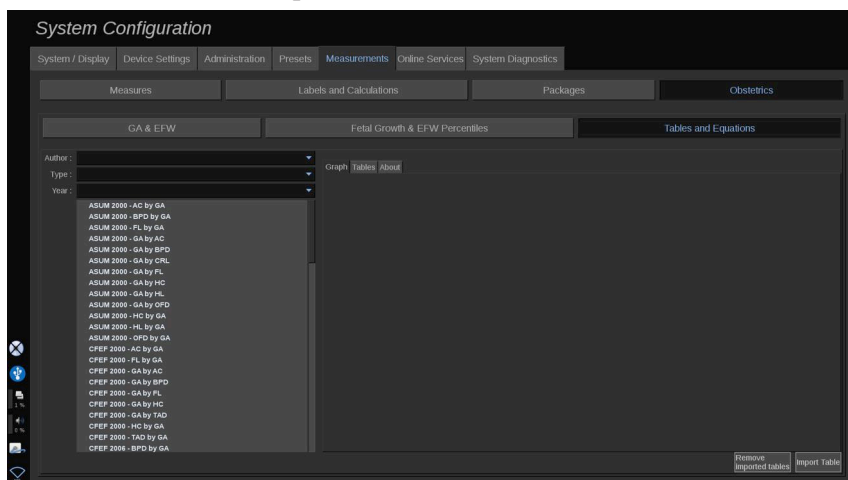 System Configuration
System / Display Device Settings Administration Presets Measurements Online Services System Diagnostics
Measures Labels and Calculations Packages Obstetrics
GA & EFW Fetal Growth & EFW Percentiles Tables and Equations
Author :
Type :
Year :
Graph Tables About
ASUM 2000 - AC by GA
ASUM 2000 - BPD by GA
ASUM 2000 - FL by GA
ASUM 2000 - GA by AC
ASUM 2000 - GA by BPD
ASUM 2000 - GA by CRL
ASUM 2000 - GA by FL
ASUM 2000 - GA by HC
ASUM 2000 - GA by HL
ASUM 2000 - GA by OFD
ASUM 2000 - HC by GA
ASUM 2000 - HL by GA
ASUM 2000 - OFD by GA
CFEF 2000 - AC by GA
CFEF 2000 - FL by GA
CFEF 2000 - GA by AC
CFEF 2000 - GA by BPD
CFEF 2000 - GA by FL
CFEF 2000 - GA by HC
CFEF 2000 - GA by TAD
CFEF 2000 - HC by GA
CFEF 2000 - TAD by GA
CFEF 2006 - BPD by GA
1 %
0 %
Remove
imported tables
Import Table